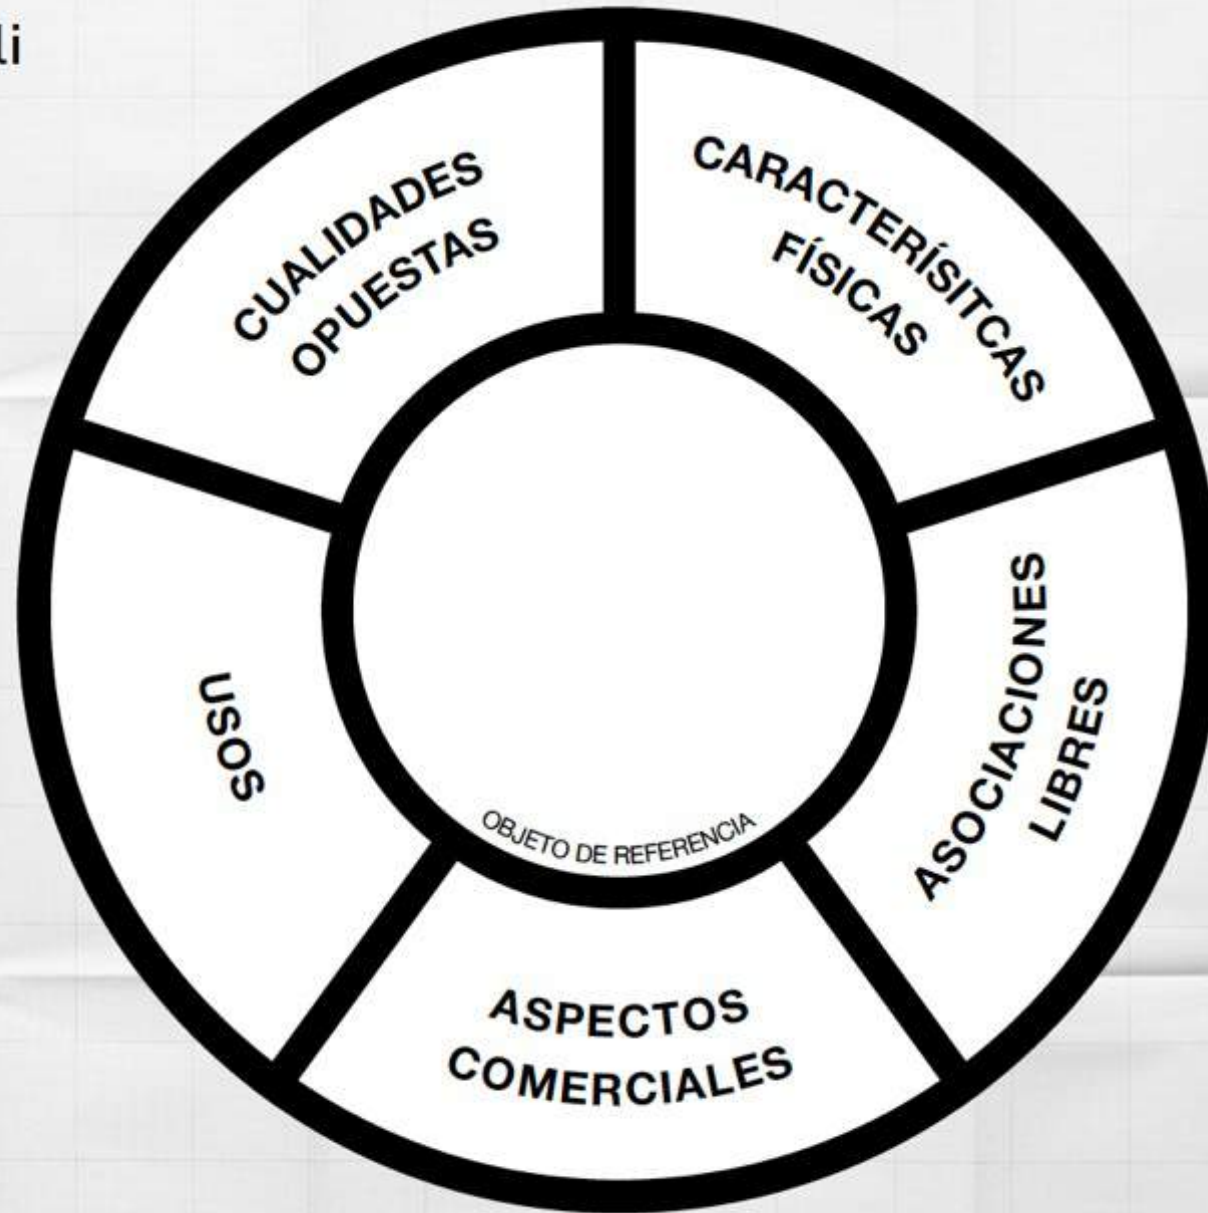 li
CUALIDADES
OPUESTAS
CARACTERÍSITCAS
FÍSICAS
USOS
ASOCIACIONES
LIBRES
OBJETO DE REFERENCIA
ASPECTOS
COMERCIALES